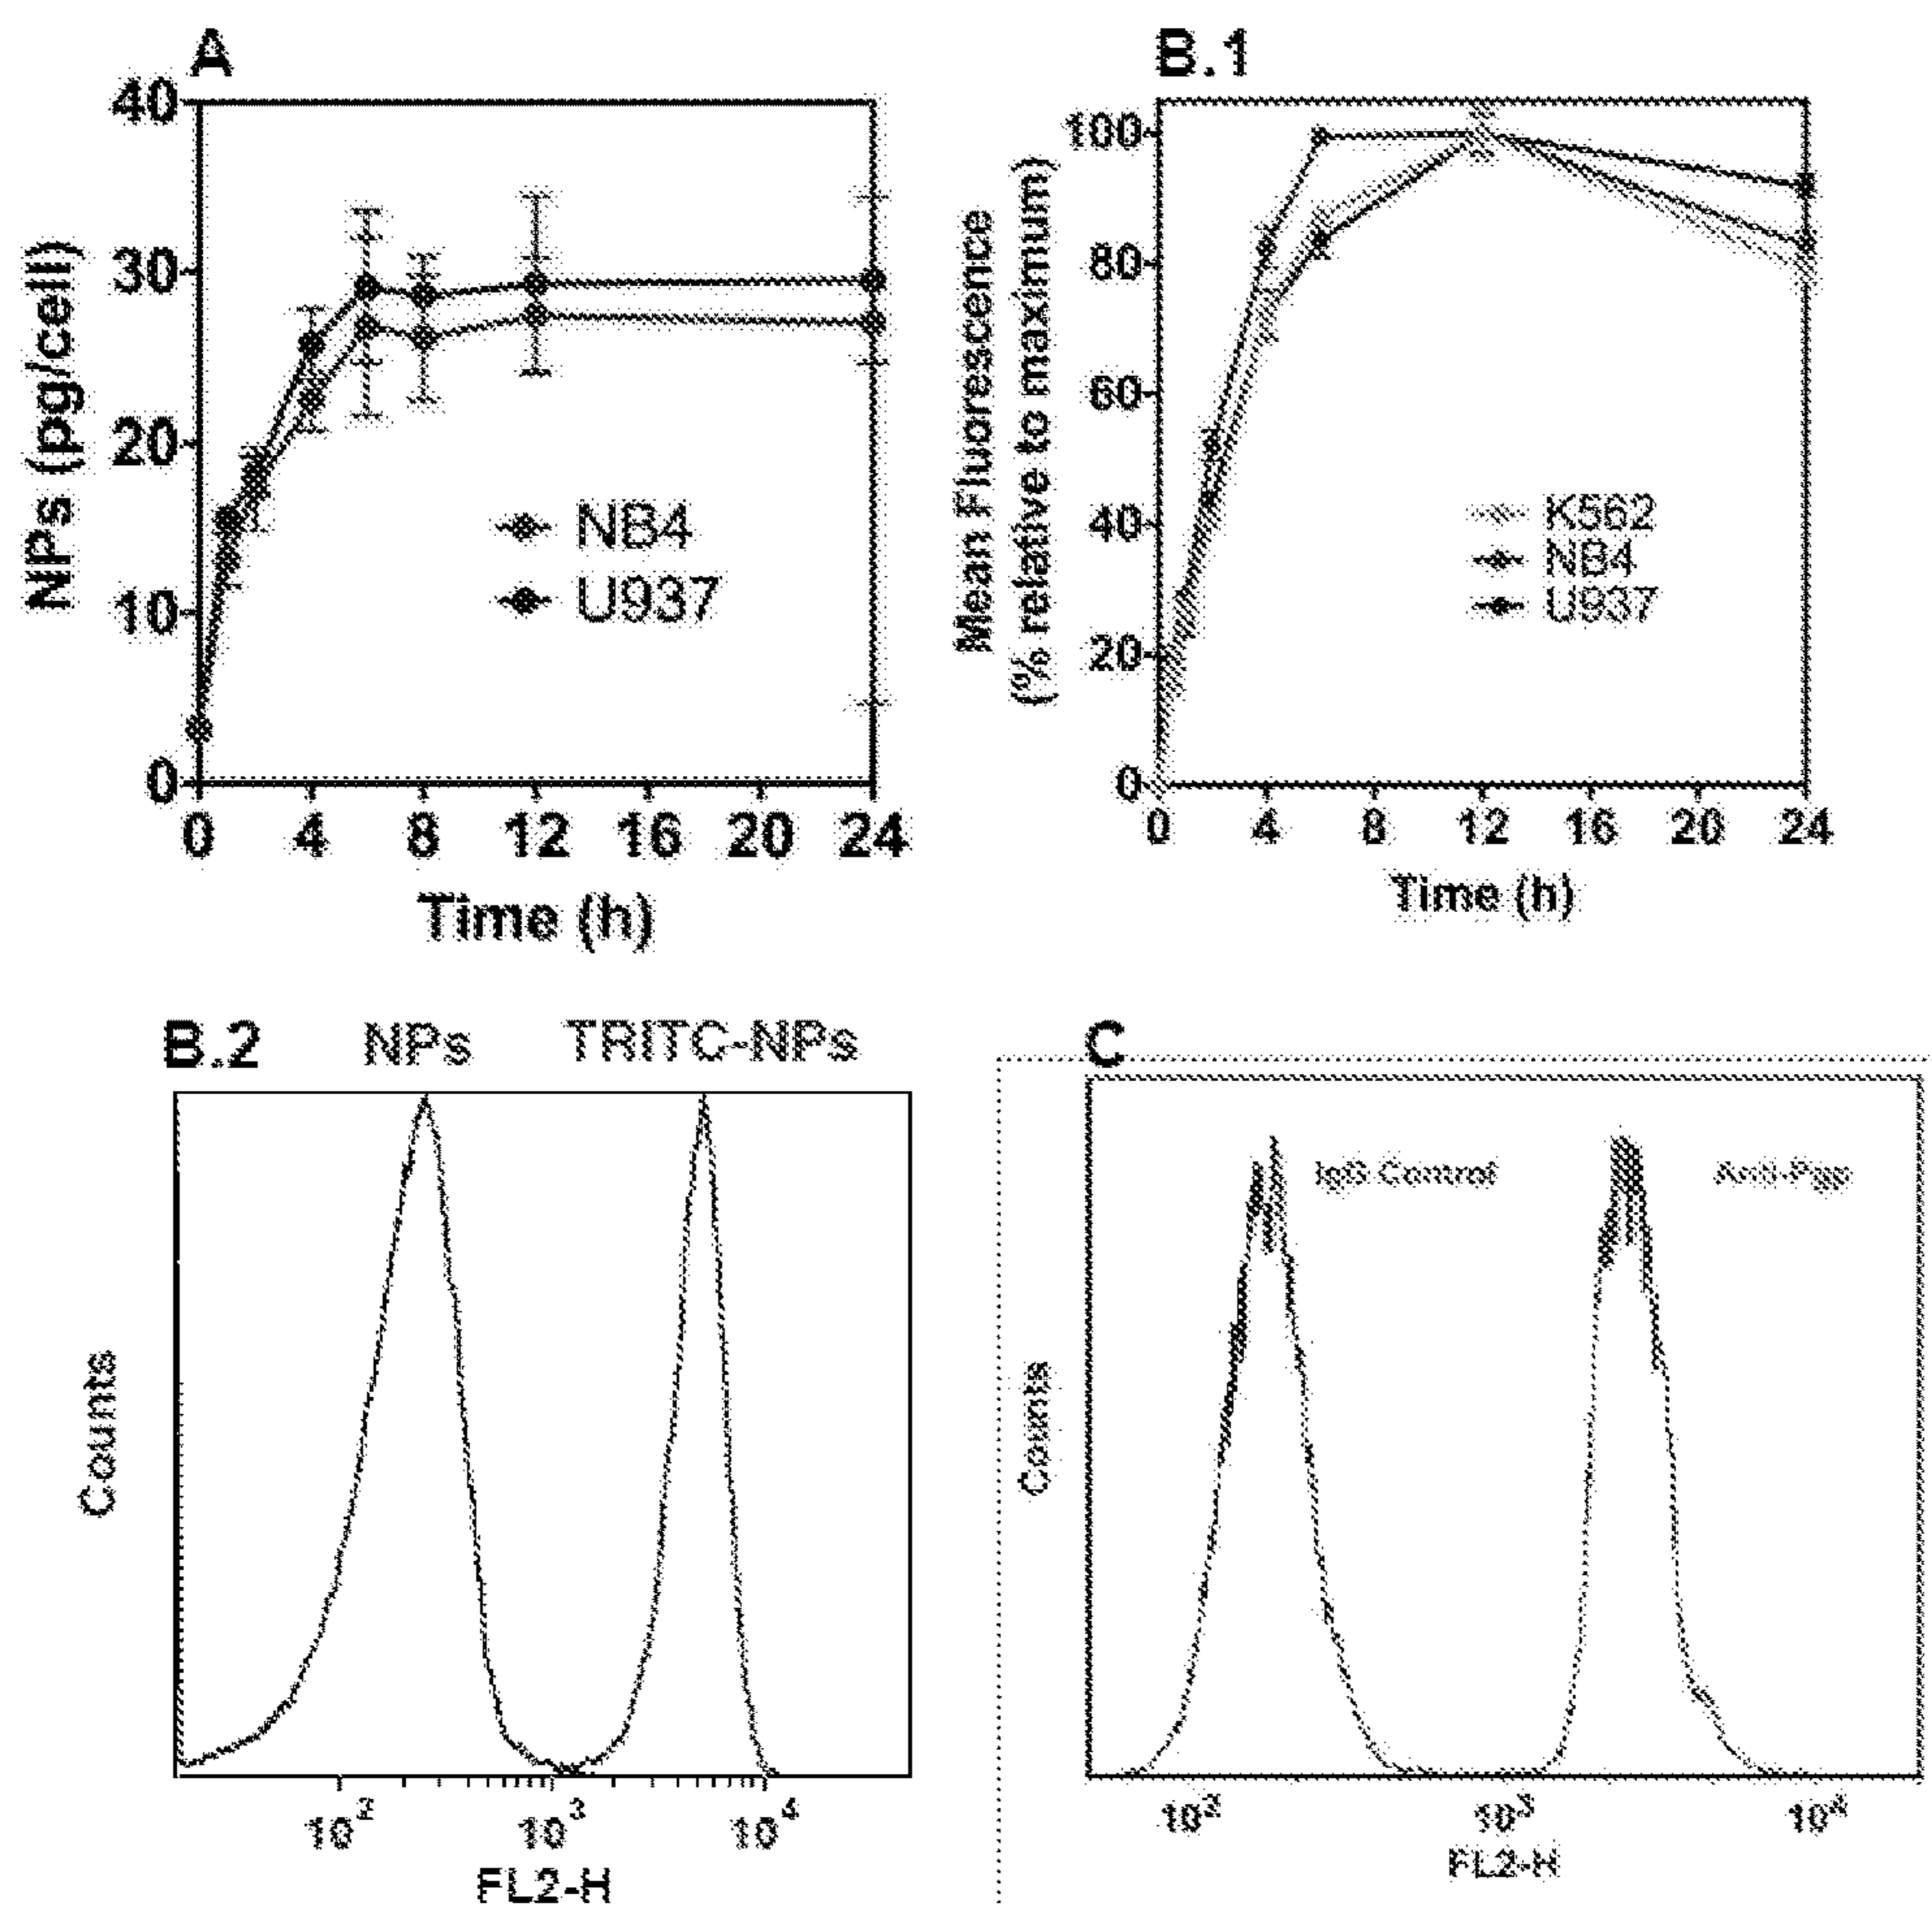 A
40
30
20
10
0
NPs (pg/cell)
NB4
U937
0 4 8 12 16 20 24
Time (h)
B.1
100
80
60
40
20
0
Mean Fluorescence
(% relative to maximum)
K562
NB4
U937
0 4 8 12 16 20 24
Time (h)
B.2 NPs TRITC-NPs
Counts
10² 10³ 10⁴
FL2-H
C
Control
Counts
10² 10³ 10⁴
FL2-H